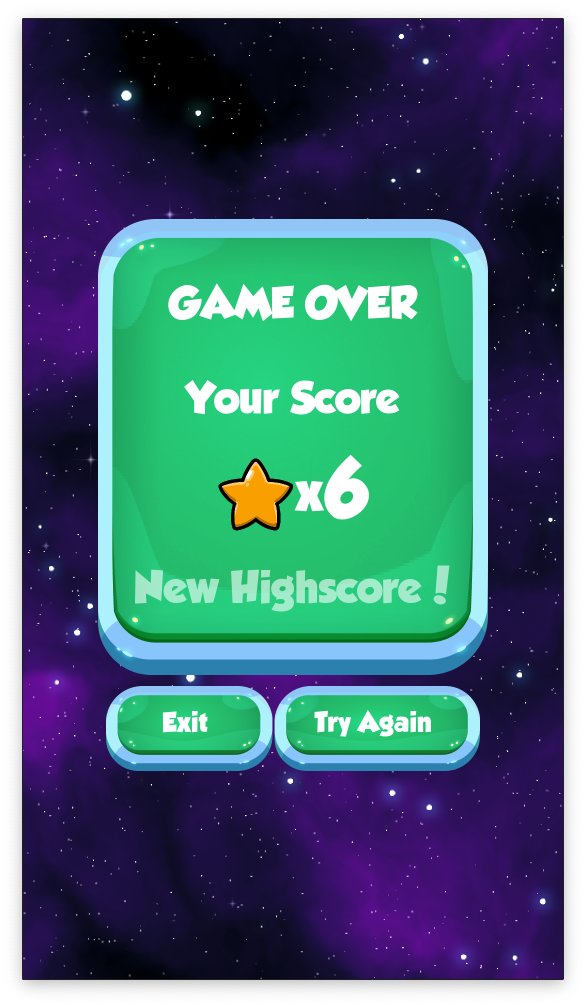 GAME OVER
Your Score
x6
New Highscore!
Exit
Try Again